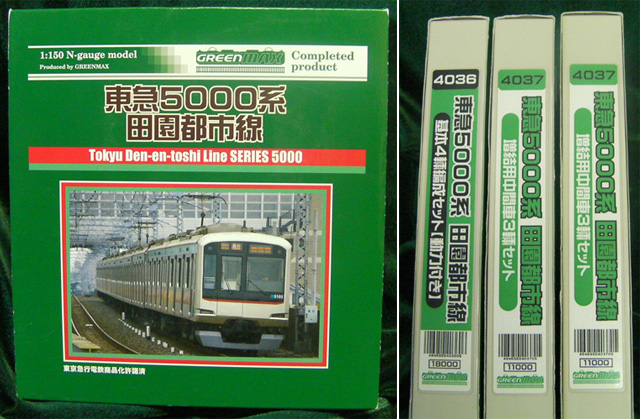 1:150 N-gauge model
Produced by GREENMAX
GREENMAX
Completed
product
東急5000系
田園都市線
Tokyu Den-en-toshi Line SERIES 5000
東京急行電鉄商品化許諾済
4036
東急5000系 田園都市線
基本4輛編成セット(動力付き)
18000
GREENMAX
4037
東急5000系 田園都市線
増結用中間車3輛セット
11000
GREENMAX
4037
東急5000系 田園都市線
増結用中間車3輛セット
11000
GREENMAX